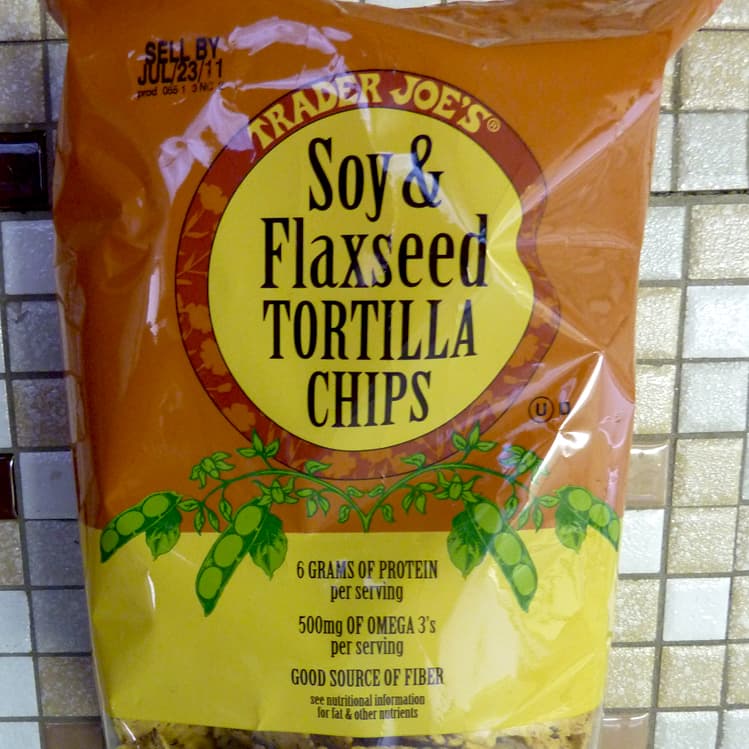 SELL BY
JUL/23/11
prod
TRADER JOE'S®
Soy &
Flaxseed
TORTILLA
CHIPS
U D
6 GRAMS OF PROTEIN
per serving
500mg OF OMEGA 3's
per serving
GOOD SOURCE OF FIBER
see nutritional information
for fat & other nutrients